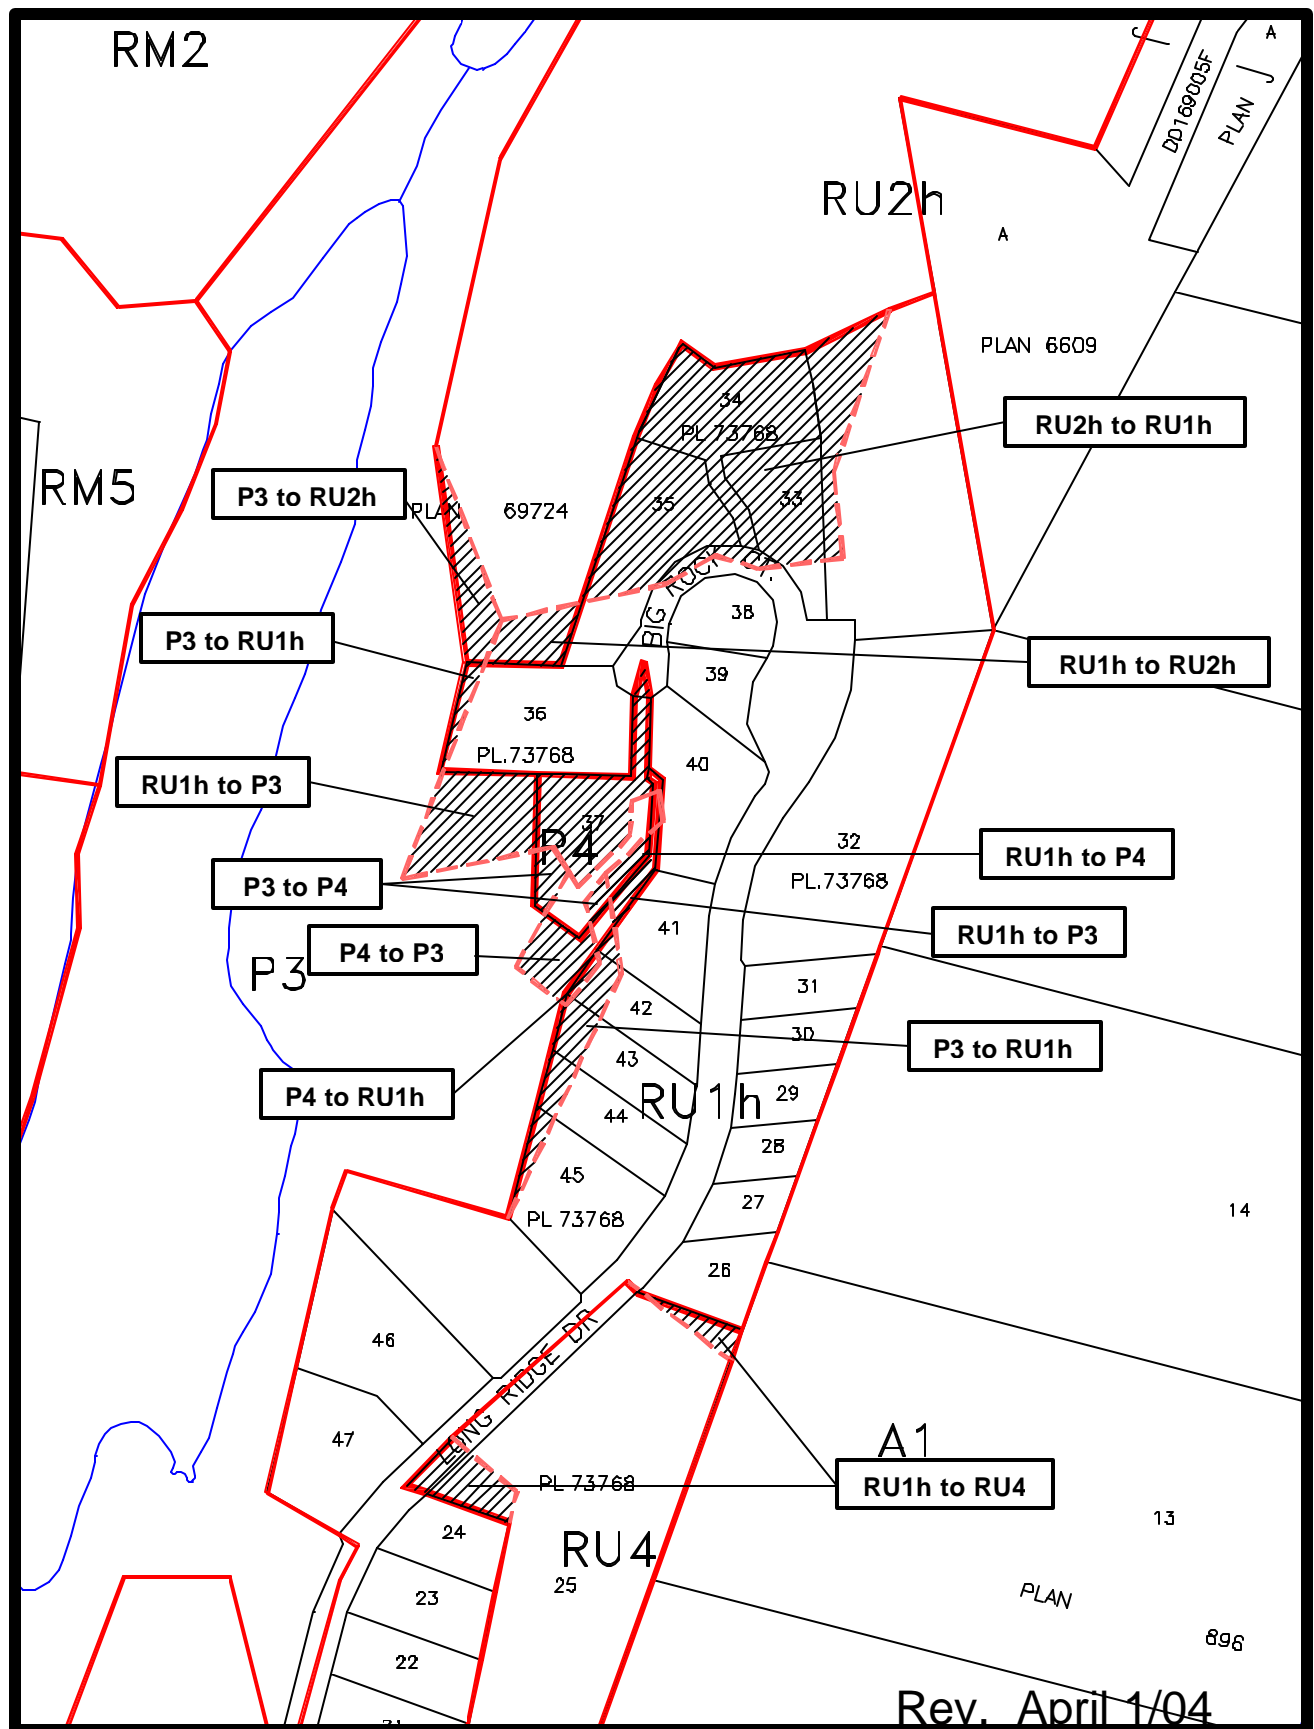 RM2
A
DD169005F
PLAN
RU2h
A
PLAN 6609
34
PL 73768
RU2h to RU1h
RM5
P3 to RU2h
PLAN 69724
35
33
BIG ROCK CT.
38
P3 to RU1h
RU1h to RU2h
39
36
PL.73768
40
RU1h to P3
37
P4
32
RU1h to P4
PL.73768
P3 to P4
41
RU1h to P3
P4 to P3
P3
31
42
30
P3 to RU1h
43
P4 to RU1h
RU1h
29
44
28
45
27
PL 73768
14
26
46
LONG RIDGE DR
47
A1
PL 73768
RU1h to RU4
24
13
RU4
25
23
PLAN
896
22
21
Rev. April 1/04